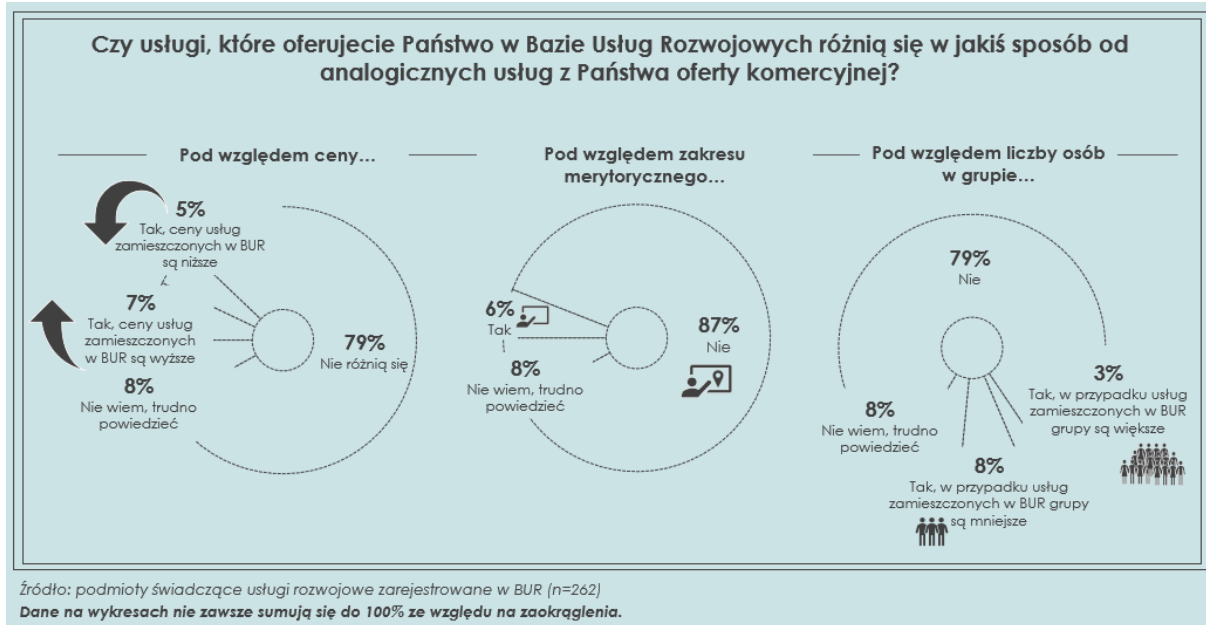 Czy usługi, które oferujecie Państwo w Bazie Usług Rozwojowych różnią się w jakiś sposób od
analogicznych usług z Państwa oferty komercyjnej?
Pod względem ceny...
5%
Tak, ceny usług
zamieszczonych w BUR
są niższe
7%
Tak, ceny usług
zamieszczonych
w BUR są wyższe
8%
Nie wiem, trudno
powiedzieć
79%
Nie różnią się
Pod względem zakresu
merytorycznego...
6%
Tak
8%
Nie wiem, trudno
powiedzieć
87%
Nie
Pod względem liczby osób
w grupie...
79%
Nie
3%
Tak, w przypadku usług
zamieszczonych w BUR
grupy są większe
8%
Nie wiem, trudno
powiedzieć
8%
Tak, w przypadku usług
zamieszczonych w BUR grupy
są mniejsze
Źródło: podmioty świadczące usługi rozwojowe zarejestrowane w BUR (n=262)
Dane na wykresach nie zawsze sumują się do 100% ze względu na zaokrąglenia.